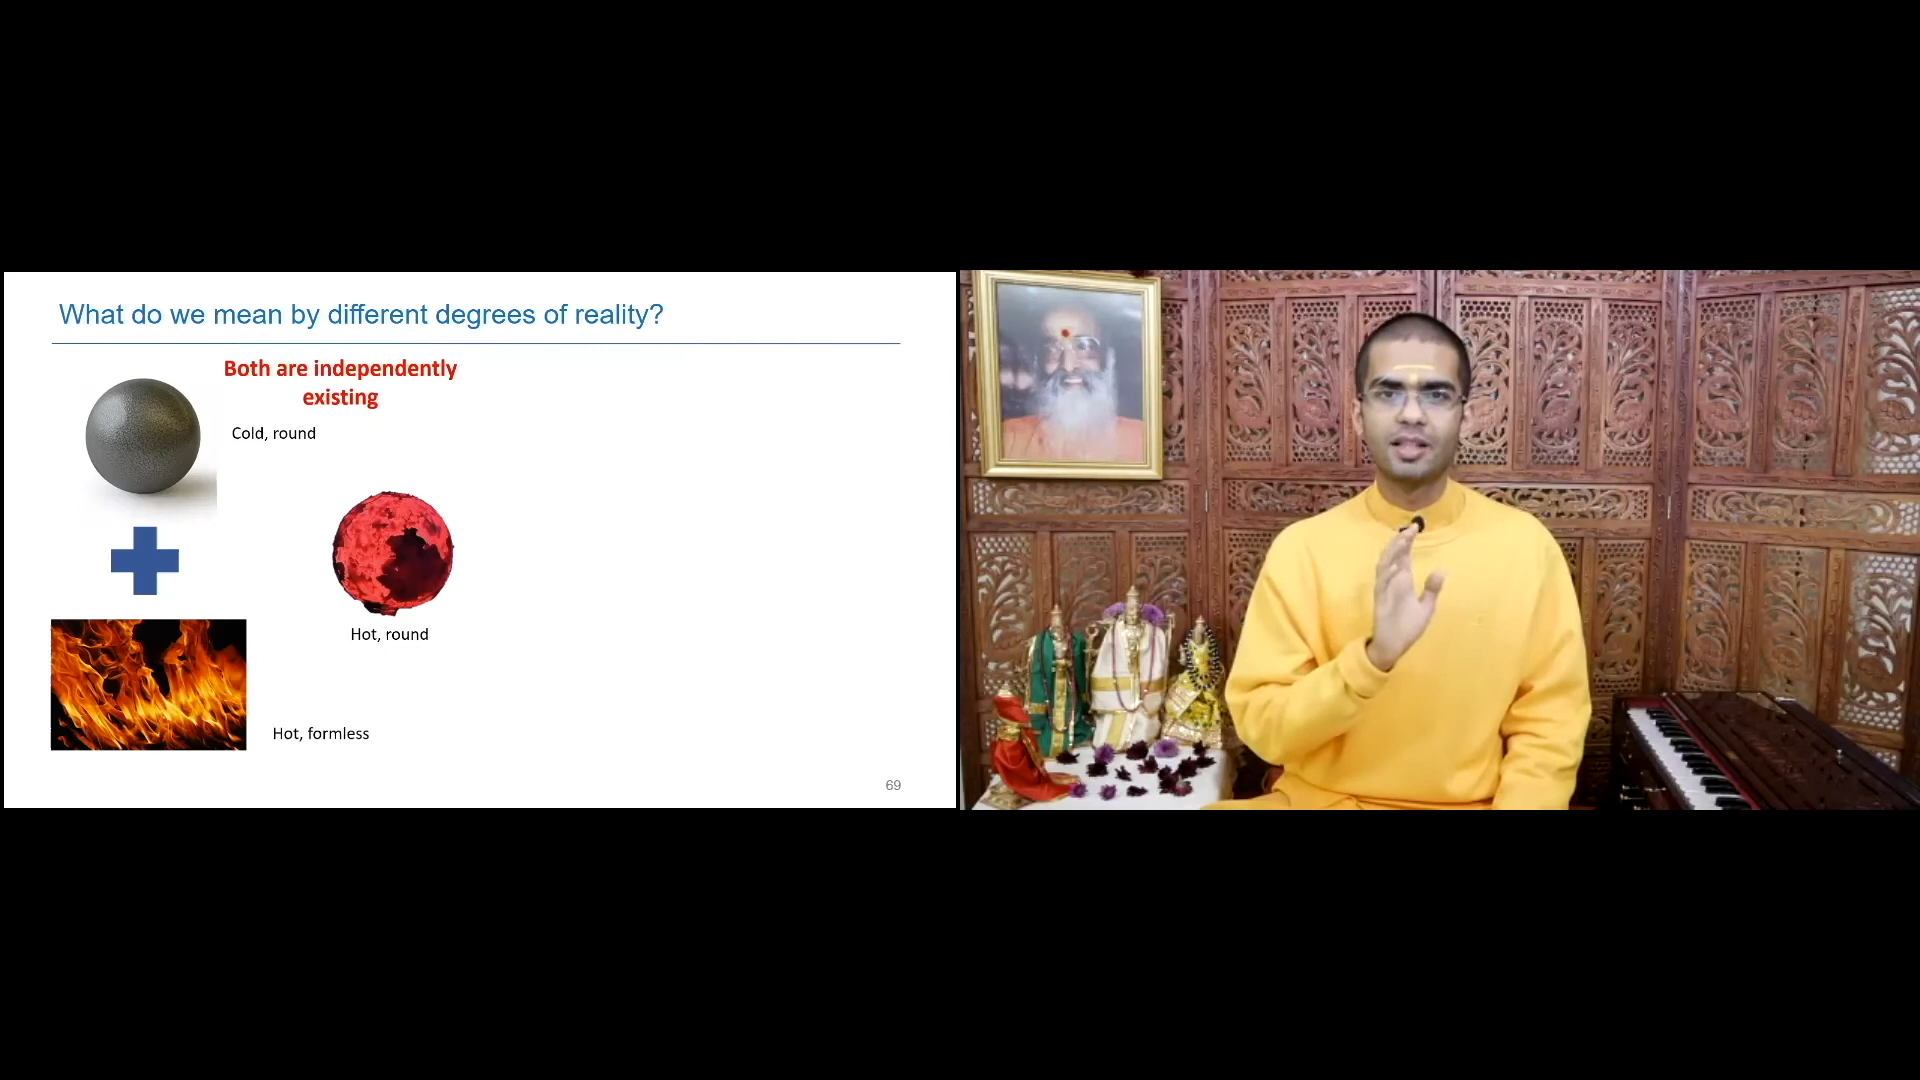 What do we mean by different degrees of reality?
Both are independently
existing
Cold, round
Hot, round
Hot, formless
69